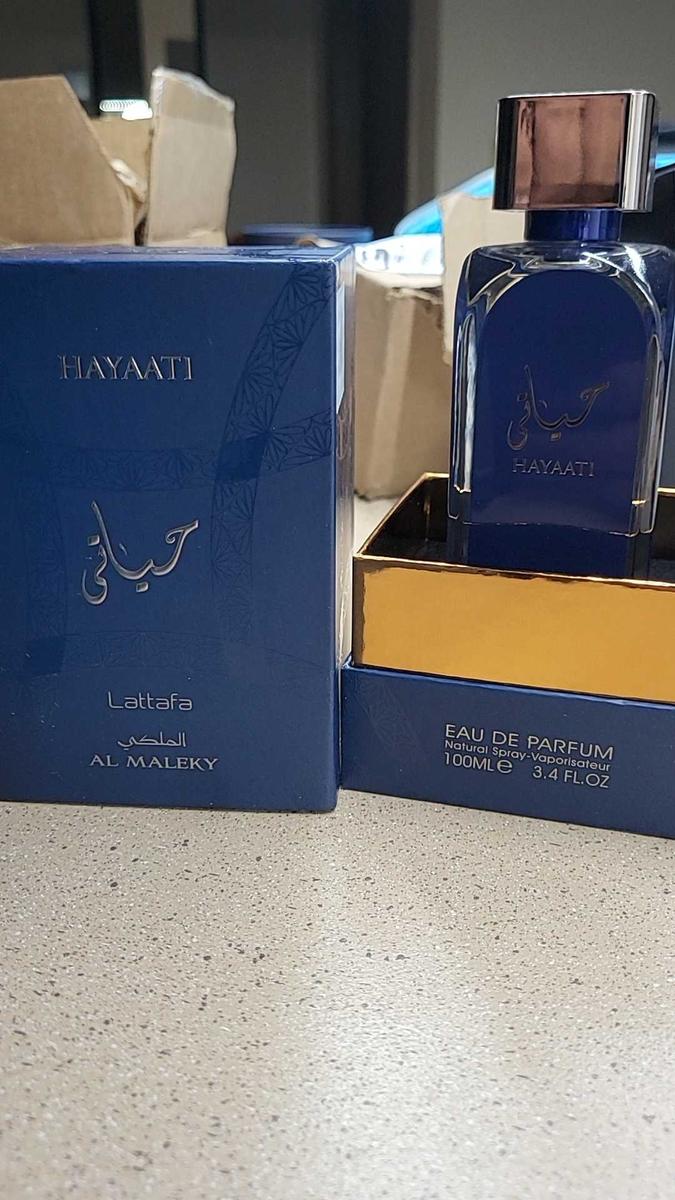 HAYAATI
حياتي
Lattafa
الملكي
AL MALEKY
حياتي
HAYAATI
EAU DE PARFUM
Natural Spray-Vaporisateur
100ML℮ 3.4 FL.OZ